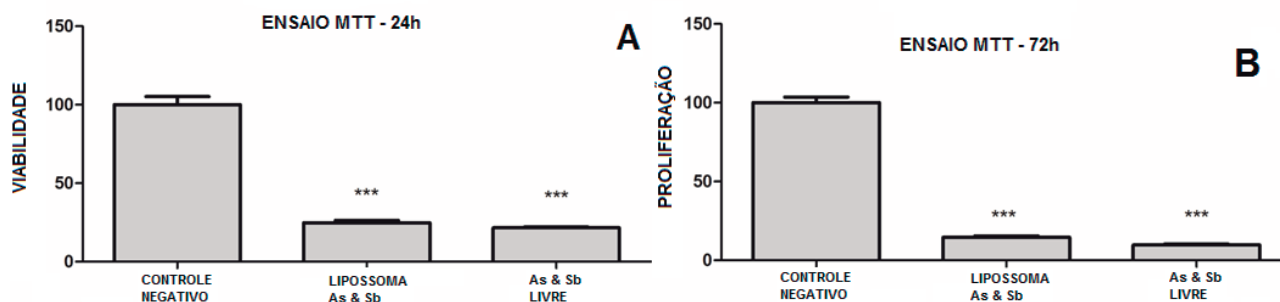 ENSAIO MTT - 24h
A
VIABILIDADE
150
100
50
0
***
***
CONTROLE
NEGATIVO
LIPOSSOMA
As & Sb
As & Sb
LIVRE
ENSAIO MTT - 72h
B
PROLIFERAÇÃO
150
100
50
0
***
***
CONTROLE
NEGATIVO
LIPOSSOMA
As & Sb
As & Sb
LIVRE